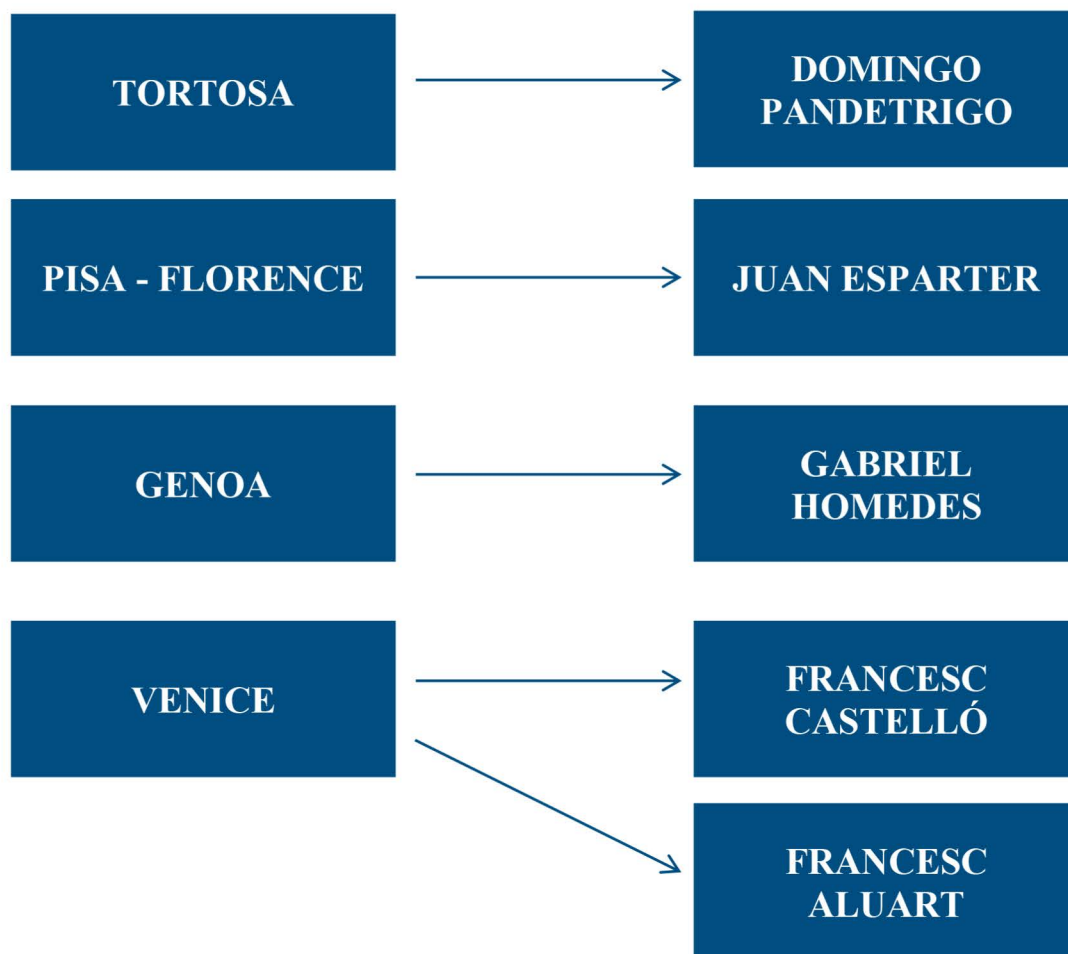 TORTOSA
DOMINGO
PANDETRIGO
PISA - FLORENCE
JUAN ESPARTER
GENOA
GABRIEL
HOMEDES
VENICE
FRANCESC
CASTELLÓ
FRANCESC
ALUART